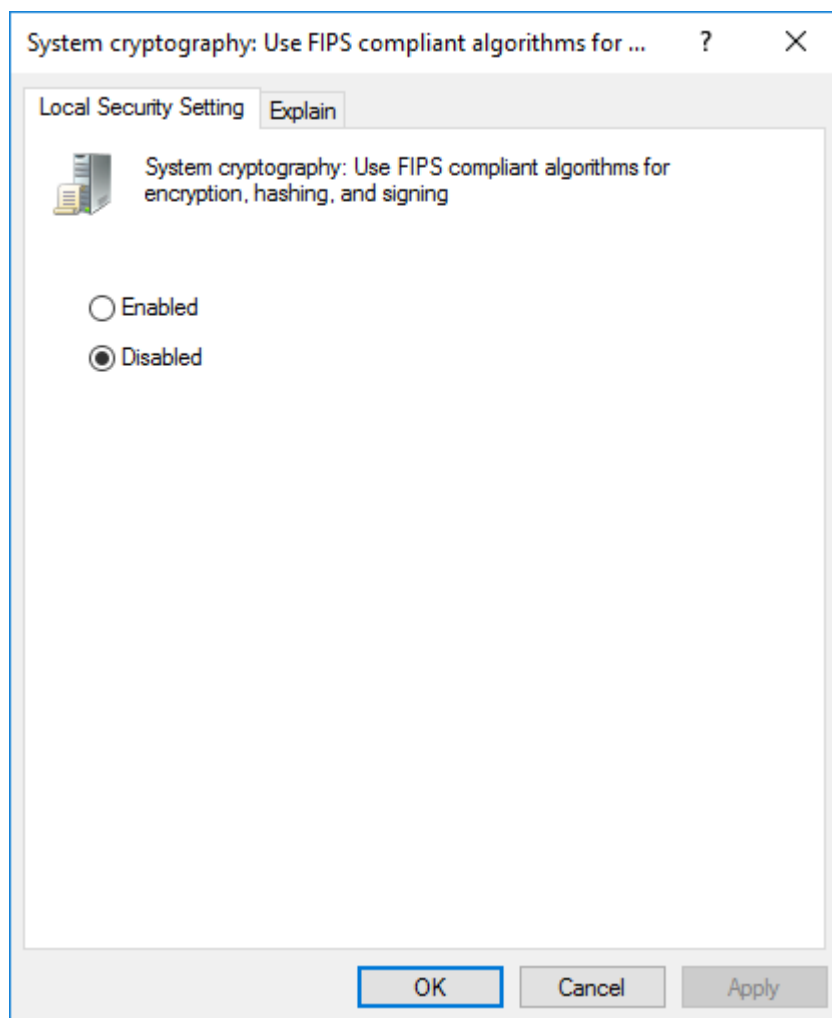 System cryptography: Use FIPS compliant algorithms for ...
?
Local Security Setting
Explain
System cryptography: Use FIPS compliant algorithms for
encryption, hashing, and signing
Enabled
Disabled
OK
Cancel
Apply